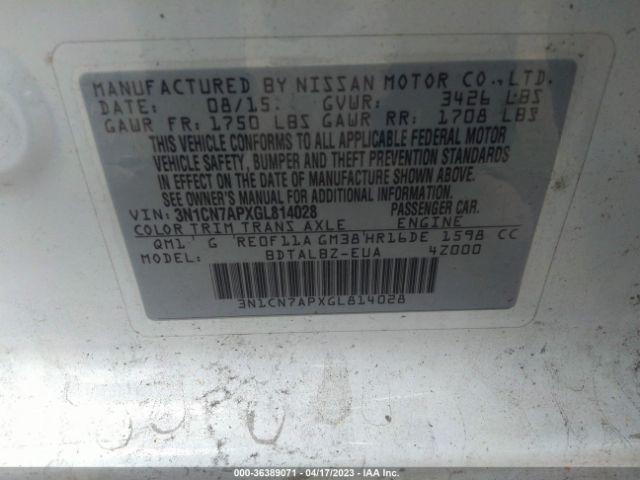 MANUFACTURED BY NISSAN MOTOR CO.,LTD.
DATE: 08/15 GVWR: 3426 LBS
GAWR FR: 1750 LBS GAWR RR: 1708 LBS
THIS VEHICLE CONFORMS TO ALL APPLICABLE FEDERAL MOTOR
VEHICLE SAFETY, BUMPER AND THEFT PREVENTION STANDARDS
IN EFFECT ON THE DATE OF MANUFACTURE SHOWN ABOVE.
SEE OWNER'S MANUAL FOR ADDITIONAL INFORMATION.
VIN: 3N1CN7APXGL814028 PASSENGER CAR.
COLOR TRIM TRANS AXLE ENGINE
QM1 G RE0F11A GM38 HR16DE 1598 CC
MODEL: BDTALBZ-EUA 4Z000
3N1CN7APXGL814028
000-36389071 - 04/17/2023 - IAA Inc.